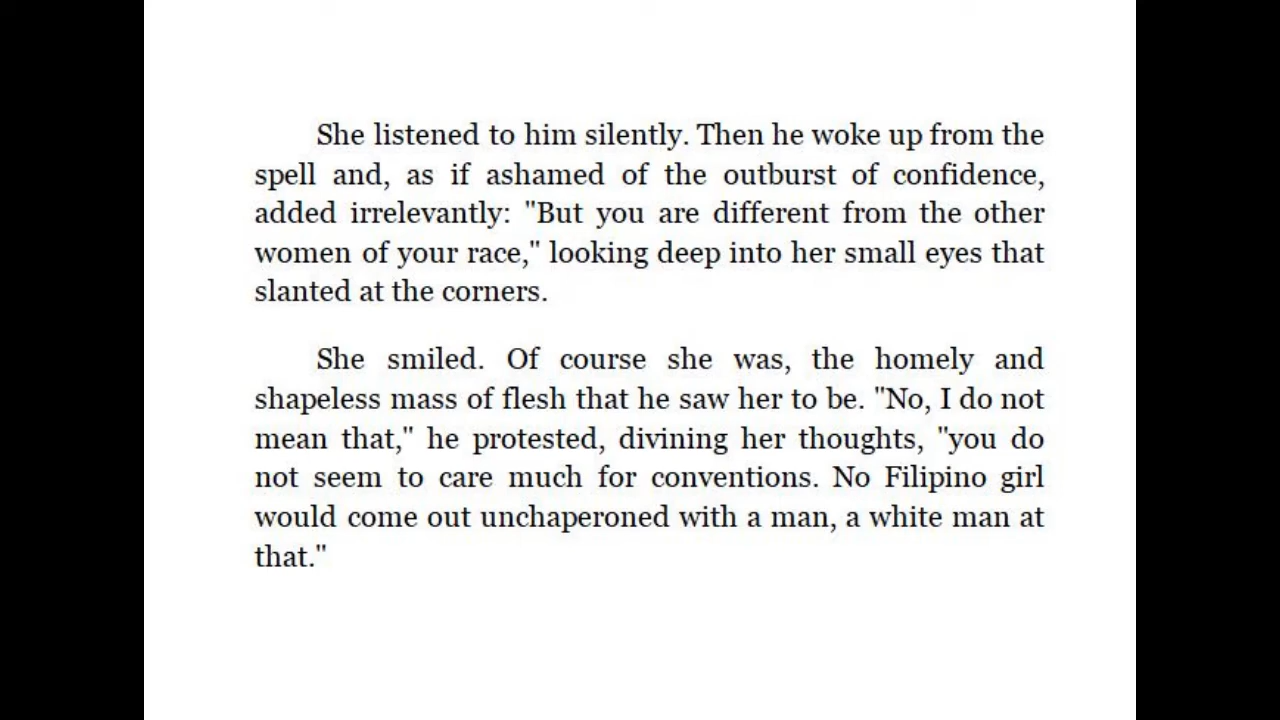 She listened to him silently. Then he woke up from the
spell and, as if ashamed of the outburst of confidence,
added irrelevantly: "But you are different from the other
women of your race," looking deep into her small eyes that
slanted at the corners.
She smiled. Of course she was, the homely and
shapeless mass of flesh that he saw her to be. "No, I do not
mean that," he protested, divining her thoughts, "you do
not seem to care much for conventions. No Filipino girl
would come out unchaperoned with a man, a white man at
that."